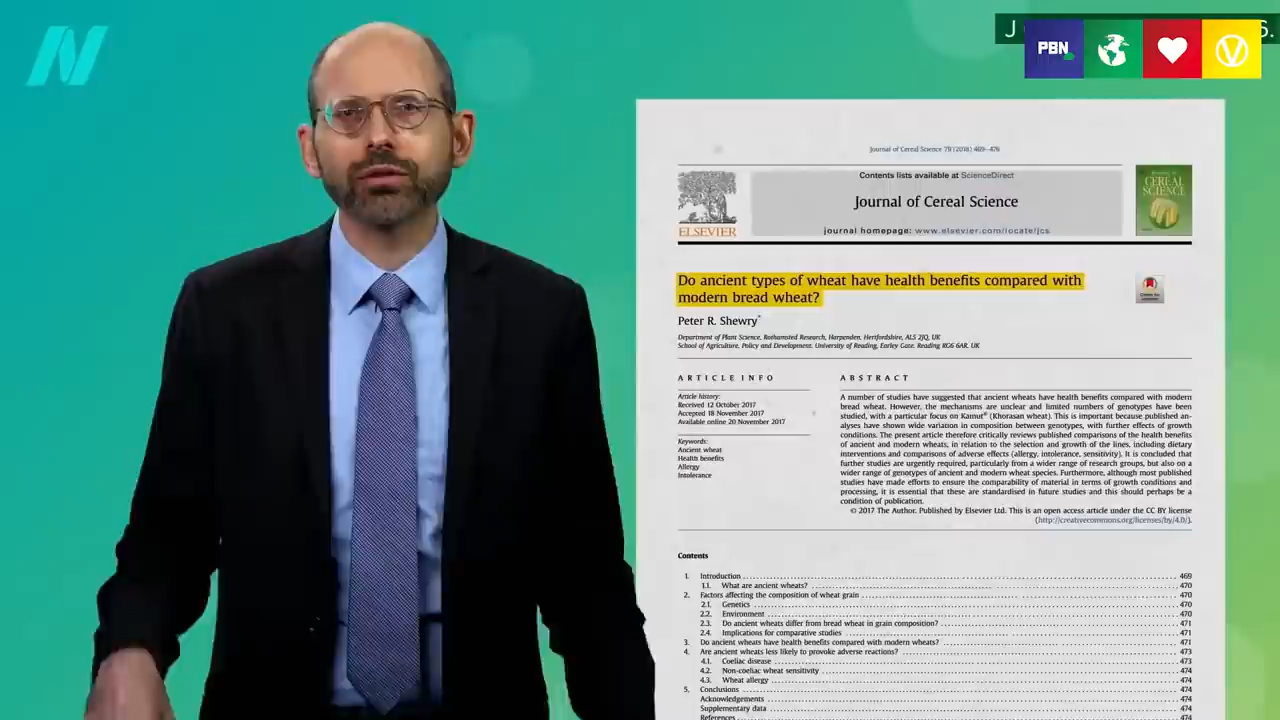 J
S.
PBN
V
N
Journal of Cereal Science 79 (2018) 469–476
Contents lists available at ScienceDirect
Journal of Cereal Science
journal homepage: www.elsevier.com/locate/jcs
ELSEVIER
CEREAL
SCIENCE
Do ancient types of wheat have health benefits compared with
modern bread wheat?
Peter R. Shewry*
Department of Plant Science, Rothamsted Research, Harpenden, Hertfordshire, AL5 2JQ, UK
School of Agriculture, Policy and Development, University of Reading, Earley Gate, Reading RG6 6AR, UK
ARTICLE INFO
Article history:
Received 12 October 2017
Accepted 18 November 2017
Available online 20 November 2017
Keywords:
Ancient wheat
Health benefits
Allergy
Intolerance
ABSTRACT
A number of studies have suggested that ancient wheats have health benefits compared with modern
bread wheat. However, the mechanisms are unclear and limited numbers of genotypes have been
studied, with a particular focus on Kamut® (Khorasan wheat). This is important because published an-
alyses have shown wide variation in composition between genotypes, with further effects of growth
conditions. The present article therefore critically reviews published comparisons of the health benefits
of ancient and modern wheats, in relation to the selection and growth of the lines, including dietary
interventions and comparisons of adverse effects (allergy, intolerance, sensitivity). It is concluded that
further studies are urgently required, particularly from a wider range of research groups, but also on a
wider range of genotypes of ancient and modern wheat species. Furthermore, although most published
studies have made efforts to ensure the comparability of material in terms of growth conditions and
processing, it is essential that these are standardised in future studies and this should perhaps be a
condition of publication.
© 2017 The Author. Published by Elsevier Ltd. This is an open access article under the CC BY license
(http://creativecommons.org/licenses/by/4.0/).
Contents
1. Introduction 469
1.1. What are ancient wheats? 470
2. Factors affecting the composition of wheat grain 470
2.1. Genetics 470
2.2. Environment 470
2.3. Do ancient wheats differ from bread wheat in grain composition? 471
2.4. Implications for comparative studies 471
3. Do ancient wheats have health benefits compared with modern wheats? 471
4. Are ancient wheats less likely to provoke adverse reactions? 473
4.1. Coeliac disease 473
4.2. Non-coeliac wheat sensitivity 474
4.3. Wheat allergy 474
5. Conclusions 474
Acknowledgements 474
Supplementary data 474
References 474